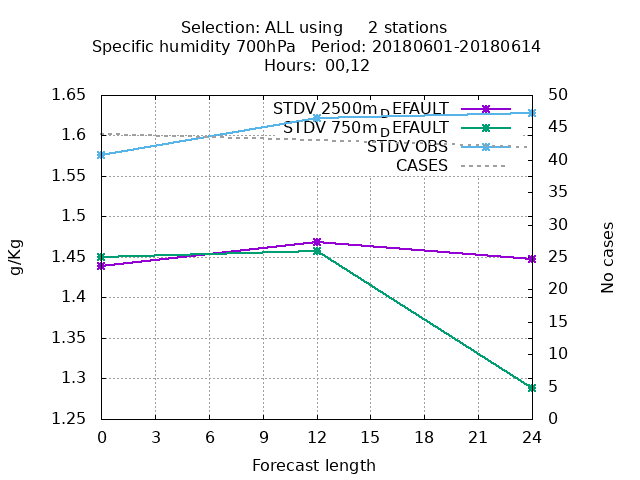 Selection: ALL using     2 stations
Specific humidity 700hPa   Period: 20180601-20180614
Hours: 00,12
1.65
1.6
1.55
1.5
1.45
1.4
1.35
1.3
1.25
g/Kg
STDV 2500mDEFAULT
STDV 750mDEFAULT
STDV OBS
CASES
50
45
40
35
30
25
20
15
10
5
0
No cases
0 3 6 9 12 15 18 21 24
Forecast length